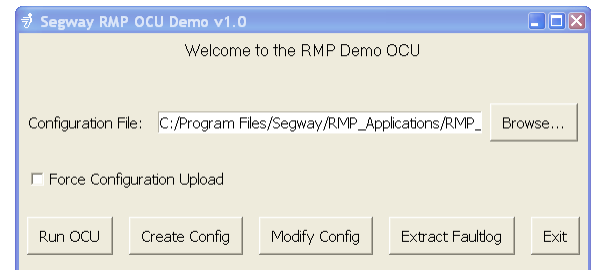 Segway RMP OCU Demo v1.0
Welcome to the RMP Demo OCU
Configuration File: C:/Program Files/Segway/RMP_Applications/RMP_ Browse...
Force Configuration Upload
Run OCU Create Config Modify Config Extract Faultlog Exit